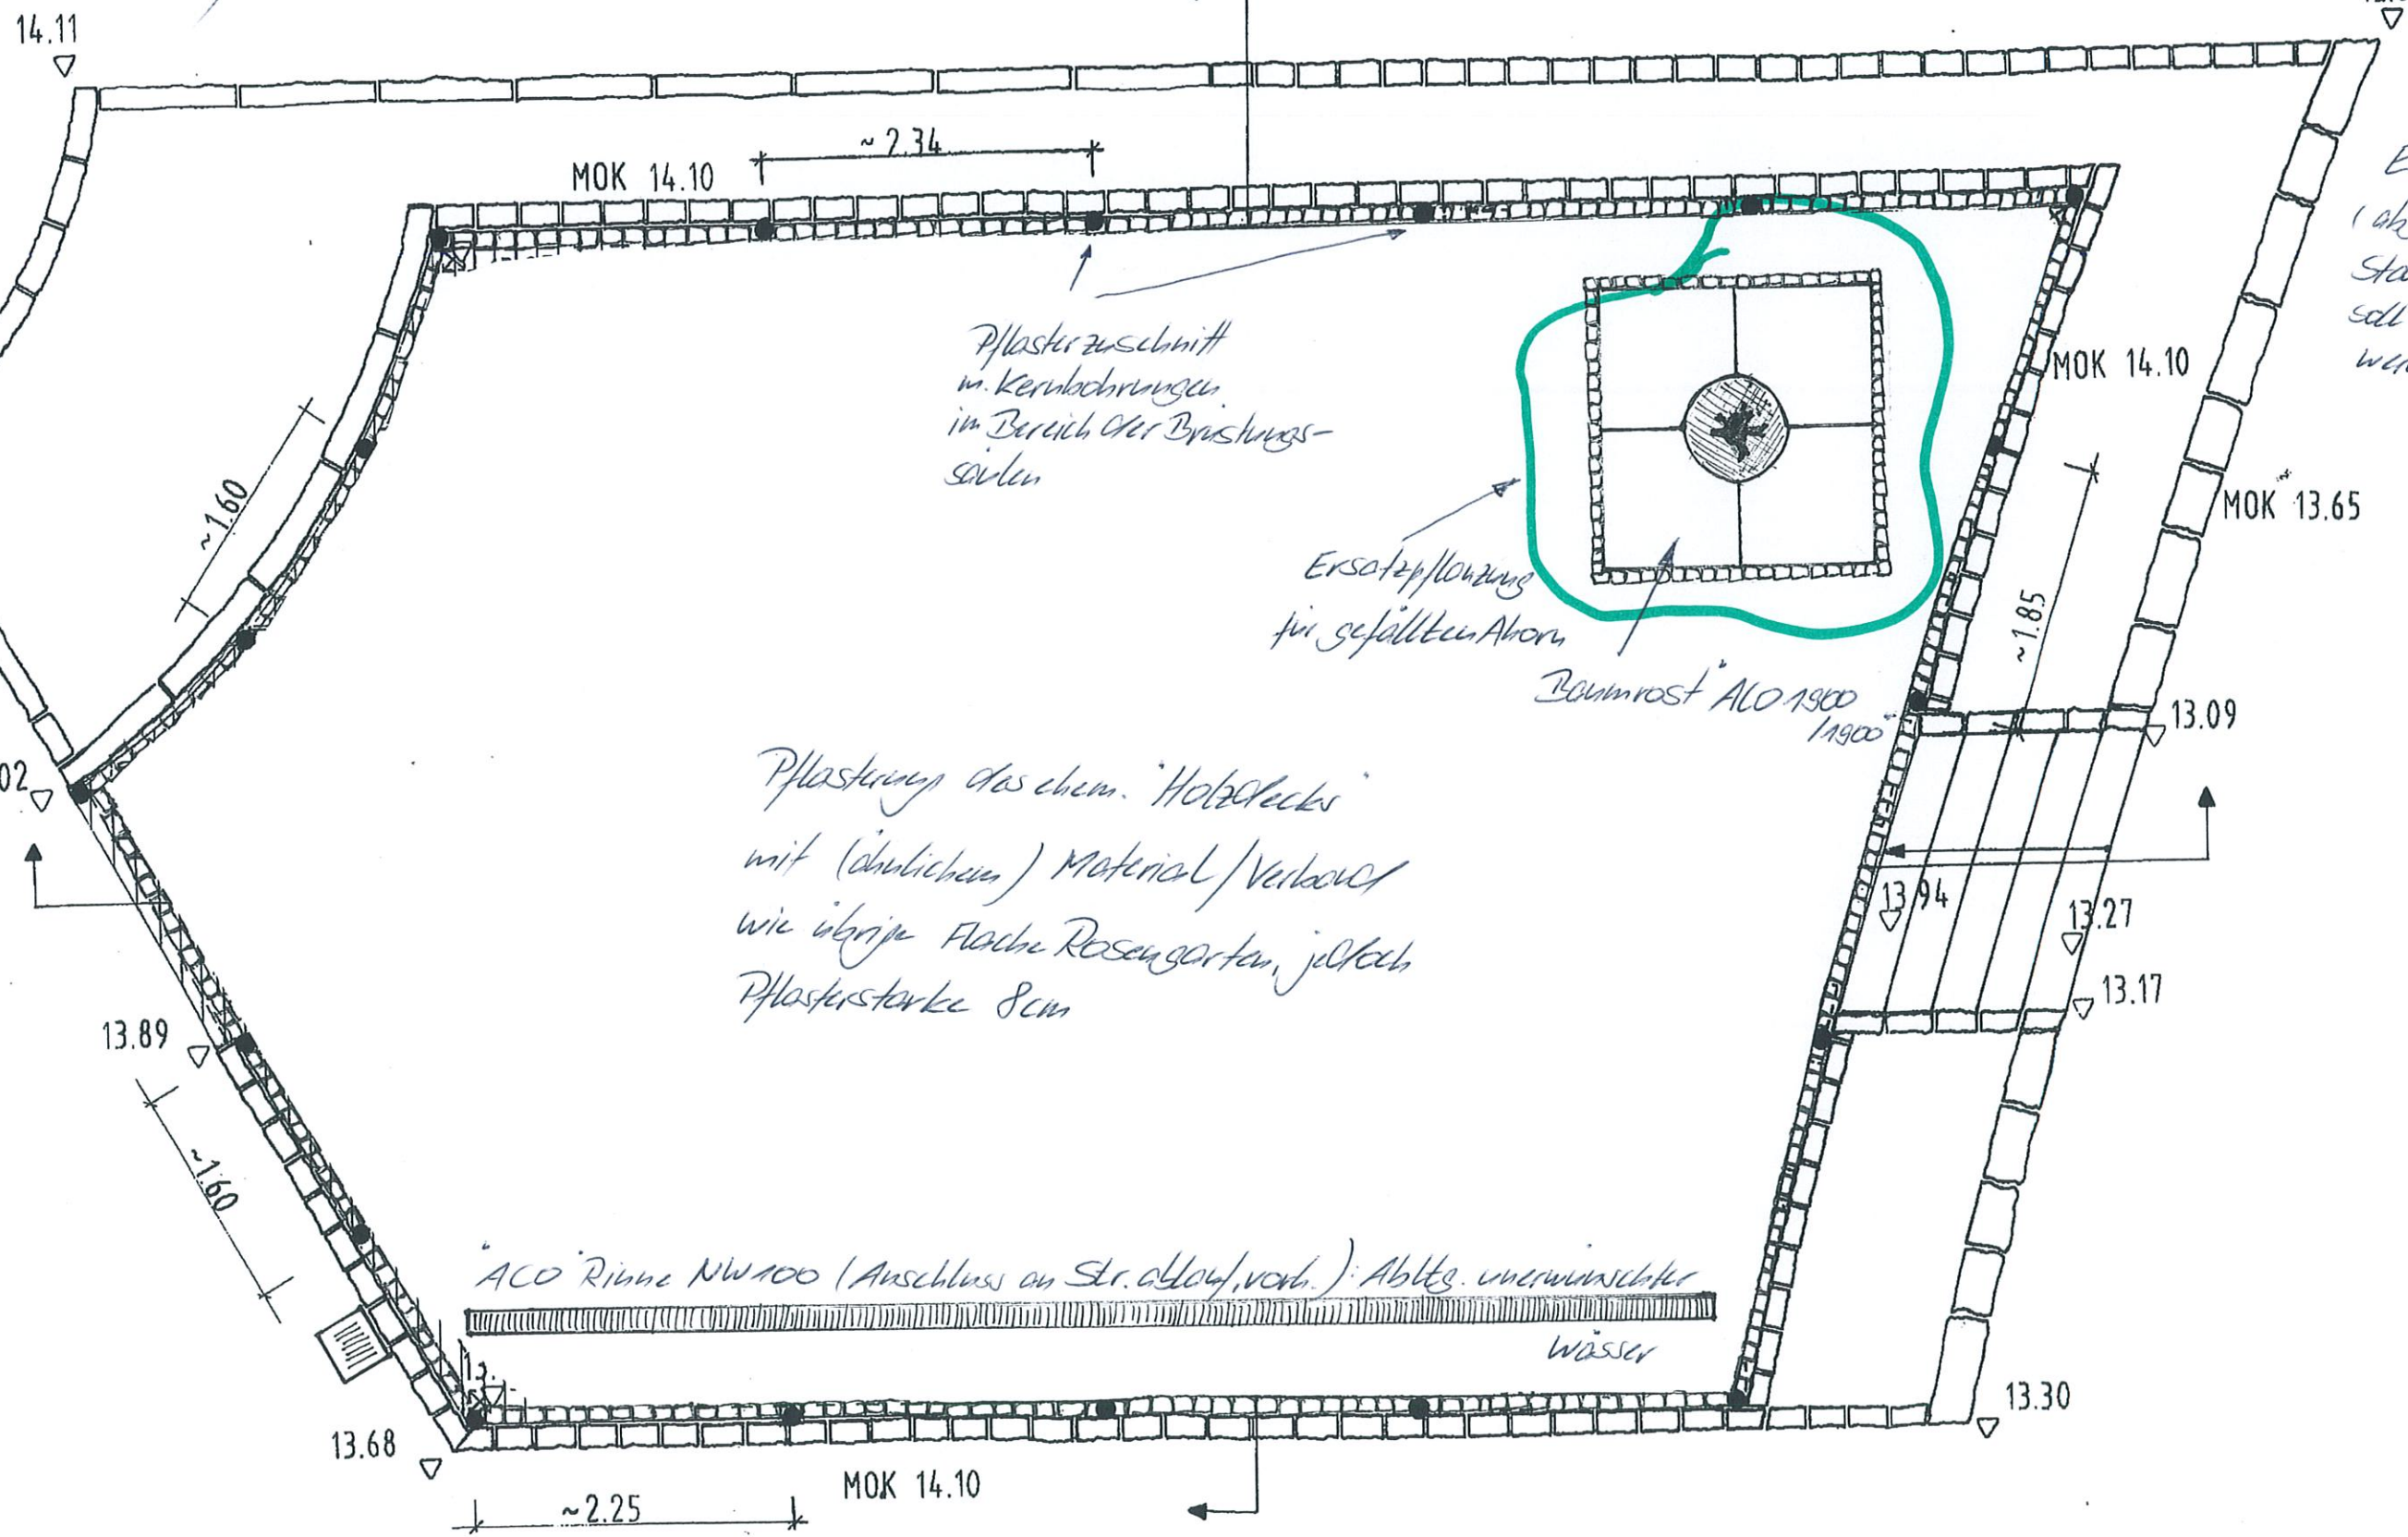 14.11
~2.34
MOK 14.10
Pflasterzuschnitt
m. Kernbohrungen
im Bereich der Brüstungs-
säulen
~1.60
MOK 14.10
MOK 13.65
Ersatzpflanzung
für gefällten Ahorn
~1.85
Baumrost "ACO 1900
/1900"
13.09
02
Pflasterung des ehem. "Holzdecks"
mit (ähnlichem) Material/Verband
wie übrige Fläche Rosengarten, jedoch
Pflasterstärke 8cm
13.94
13.27
13.17
13.89
~1.60
"ACO" Rinne NW100 (Anschluss an Str.ablauf, vorh.): Abltg. unerwünschter
Wässer
13.
13.68
13.30
MOK 14.10
~2.25